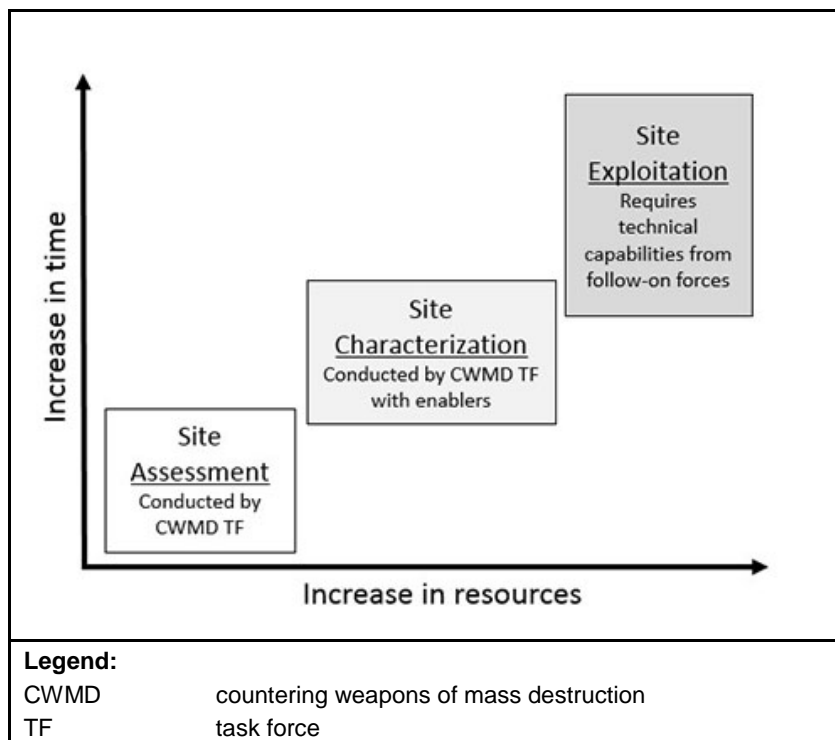 Increase in time
Site
Exploitation
Requires
technical
capabilities from
follow-on forces
Site
Characterization
Conducted by CWMD TF
with enablers
Site
Assessment
Conducted by
CWMD TF
Increase in resources
Legend:
CWMD countering weapons of mass destruction
TF task force